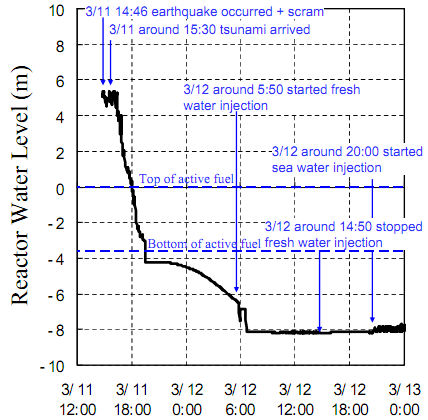 3/11 14:46 earthquake occurred + scram
3/11 around 15:30 tsunami arrived
3/12 around 5:50 started fresh
water injection
3/12 around 20:00 started
sea water injection
Top of active fuel
3/12 around 14:50 stopped
fresh water injection
Bottom of active fuel
Reactor Water Level (m)
10
8
6
4
2
0
-2
-4
-6
-8
-10
3/11 3/11 3/12 3/12 3/12 3/12 3/13
12:00 18:00 0:00 6:00 12:00 18:00 0:00